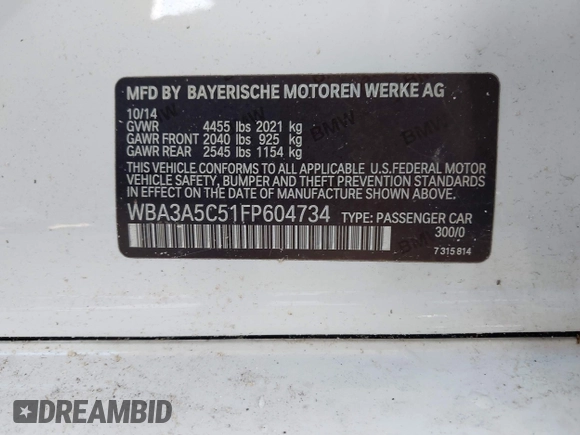 MFD BY BAYERISCHE MOTOREN WERKE AG
10/14
GVWR 4455 lbs 2021 kg
GAWR FRONT 2040 lbs 925 kg
GAWR REAR 2545 lbs 1154 kg
THIS VEHICLE CONFORMS TO ALL APPLICABLE U.S.FEDERAL MOTOR
VEHICLE SAFETY, BUMPER AND THEFT PREVENTION STANDARDS
IN EFFECT ON THE DATE OF MANUFACTURE SHOWN ABOVE.
WBA3A5C51FP604734 TYPE: PASSENGER CAR
300/0
7 315 814
DREAMBID